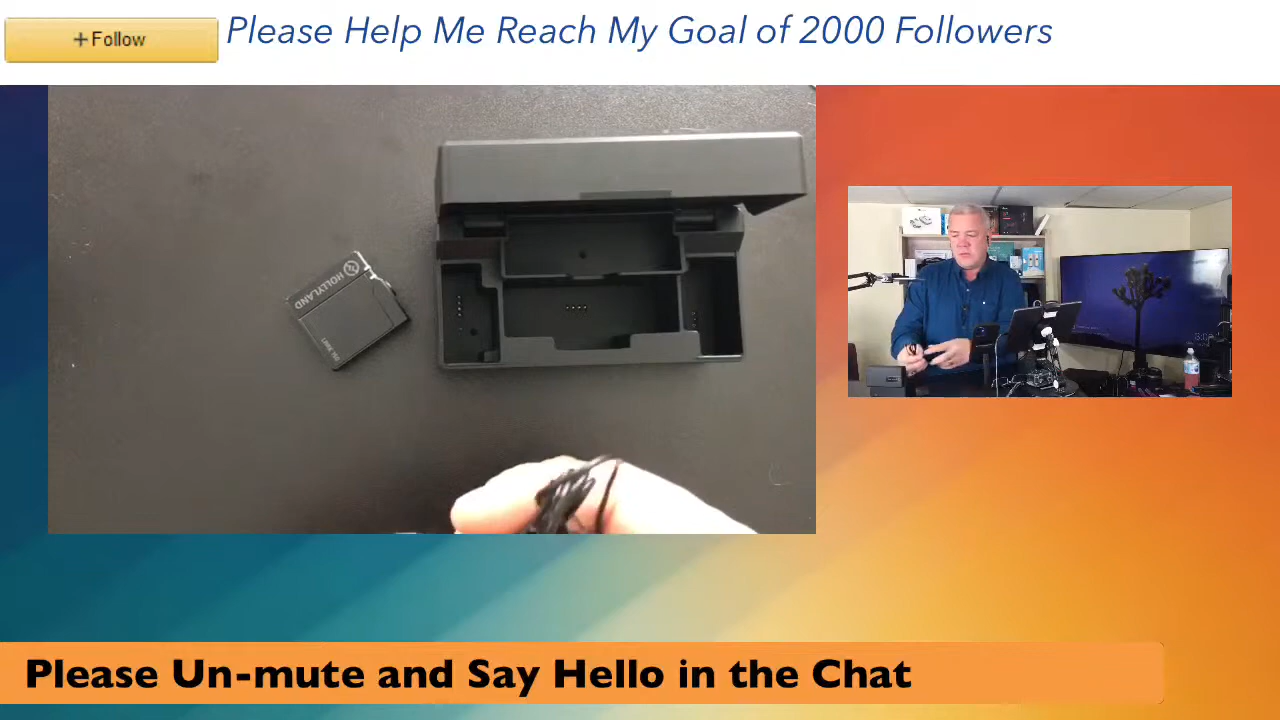 +Follow
Please Help Me Reach My Goal of 2000 Followers
HOLLYLAND
Please Un-mute and Say Hello in the Chat